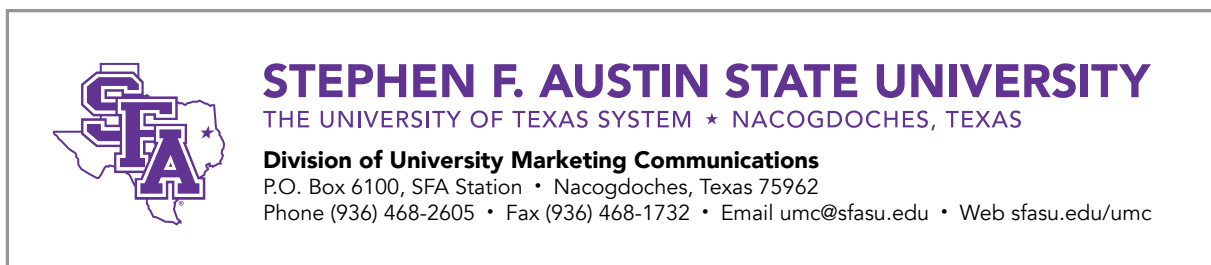 SFA
STEPHEN F. AUSTIN STATE UNIVERSITY
THE UNIVERSITY OF TEXAS SYSTEM ★ NACOGDOCHES, TEXAS
Division of University Marketing Communications
P.O. Box 6100, SFA Station • Nacogdoches, Texas 75962
Phone (936) 468-2605 • Fax (936) 468-1732 • Email umc@sfasu.edu • Web sfasu.edu/umc